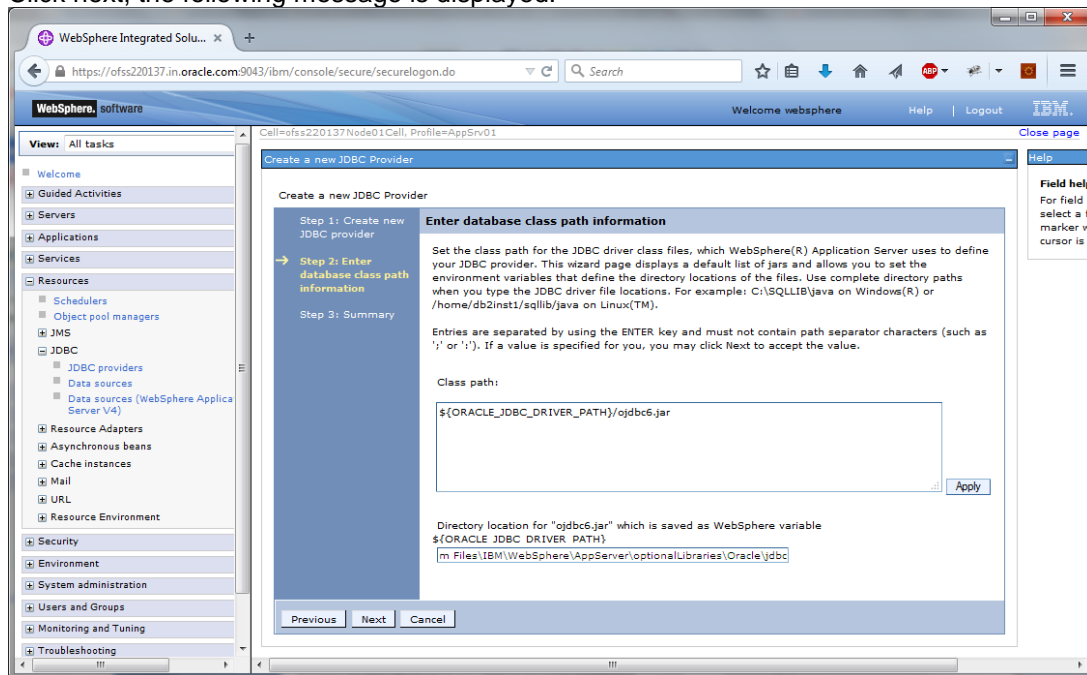 Click next, the following message is displayed.
WebSphere Integrated Solu... × +
https://ofss220137.in.oracle.com:9043/ibm/console/secure/securelogon.do
Search
ABP
WebSphere. software
Welcome websphere
Help | Logout
IBM.
Cell=ofss220137Node01Cell, Profile=AppSrv01
Close page
View: All tasks
Welcome
Guided Activities
Servers
Applications
Services
Resources
Schedulers
Object pool managers
JMS
JDBC
JDBC providers
Data sources
Data sources (WebSphere Applica
Server V4)
Resource Adapters
Asynchronous beans
Cache instances
Mail
URL
Resource Environment
Security
Environment
System administration
Users and Groups
Monitoring and Tuning
Troubleshooting
Create a new JDBC Provider
Create a new JDBC Provider
Step 1: Create new
JDBC provider
Step 2: Enter
database class path
information
Step 3: Summary
Enter database class path information
Set the class path for the JDBC driver class files, which WebSphere(R) Application Server uses to define
your JDBC provider. This wizard page displays a default list of jars and allows you to set the
environment variables that define the directory locations of the files. Use complete directory paths
when you type the JDBC driver file locations. For example: C:\SQLLIB\java on Windows(R) or
/home/db2inst1/sqllib/java on Linux(TM).
Entries are separated by using the ENTER key and must not contain path separator characters (such as
';' or ':'). If a value is specified for you, you may click Next to accept the value.
Class path:
${ORACLE_JDBC_DRIVER_PATH}/ojdbc6.jar
Apply
Directory location for "ojdbc6.jar" which is saved as WebSphere variable
${ORACLE_JDBC_DRIVER_PATH}
m Files\IBM\WebSphere\AppServer\optionalLibraries\Oracle\jdbc
Previous Next Cancel
Help
Field hel
For field
select a
marker w
cursor is